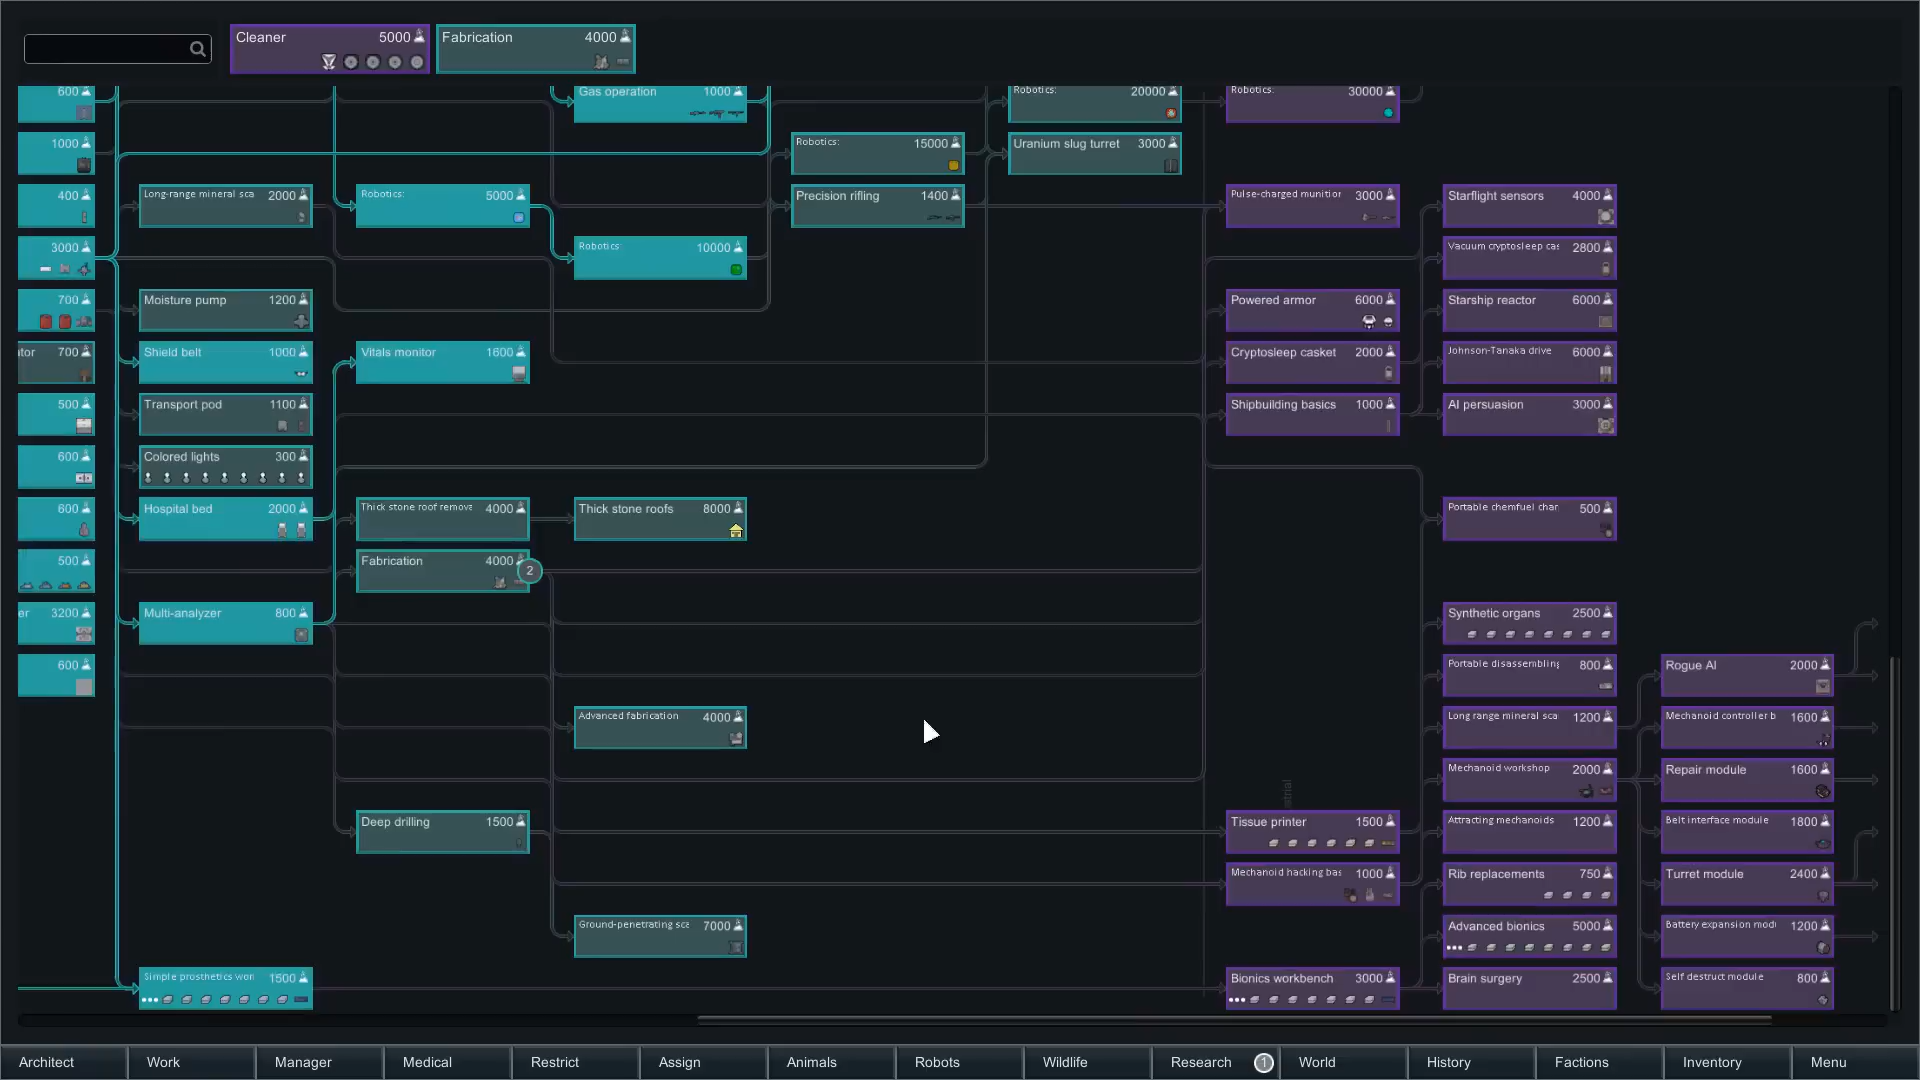 Cleaner 5000
Fabrication 4000
600
Gas operation 1000
Robotics: 20000
Robotics: 30000
1000
Robotics: 15000
Uranium slug turret 3000
400
Long-range mineral sca 2000
Robotics: 5000
Precision rifling 1400
Pulse-charged munition 3000
Starflight sensors 4000
3000
Robotics 10000
Vacuum cryptosleep cas 2800
700
Moisture pump 1200
Powered armor 6000
Starship reactor 6000
ator 700
Shield belt 1000
Vitals monitor 1600
Cryptosleep casket 2000
Johnson-Tanaka drive 6000
500
Transport pod 1100
Shipbuilding basics 1000
AI persuasion 3000
600
Colored lights 300
600
Hospital bed 2000
Thick stone roof remova 4000
Thick stone roofs 8000
Portable chemfuel char 500
500
Fabrication 4000
2
er 3200
Multi-analyzer 800
Synthetic organs 2500
600
Portable disassembling 800
Rogue AI 2000
Advanced fabrication 4000
Long range mineral sca 1200
Mechanoid controller b 1600
Mechanoid workshop 2000
Repair module 1600
strial
Deep drilling 1500
Tissue printer 1500
Attracting mechanoids 1200
Belt interface module 1800
Mechanoid hacking bas 1000
Rib replacements 750
Turret module 2400
Ground-penetrating sca 7000
Advanced bionics 5000
Battery expansion modu 1200
Simple prosthetics wor 1500
Bionics workbench 3000
Brain surgery 2500
Self destruct module 800
Architect Work Manager Medical Restrict Assign Animals Robots Wildlife Research 1 World History Factions Inventory Menu